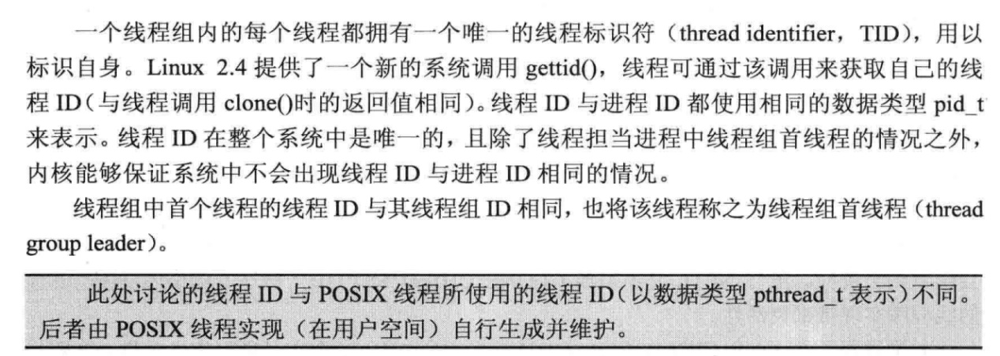 一个线程组内的每个线程都拥有一个唯一的线程标识符（thread identifier，TID），用以
标识自身。Linux 2.4 提供了一个新的系统调用 gettid()，线程可通过该调用来获取自己的线
程 ID（与线程调用 clone()时的返回值相同）。线程 ID 与进程 ID 都使用相同的数据类型 pid_t
来表示。线程 ID 在整个系统中是唯一的，且除了线程担当进程中线程组首线程的情况之外，
内核能够保证系统中不会出现线程 ID 与进程 ID 相同的情况。
线程组中首个线程的线程 ID 与其线程组 ID 相同，也将该线程称之为线程组首线程（thread
group leader）。
此处讨论的线程 ID 与 POSIX 线程所使用的线程 ID（以数据类型 pthread_t 表示）不同。
后者由 POSIX 线程实现（在用户空间）自行生成并维护。